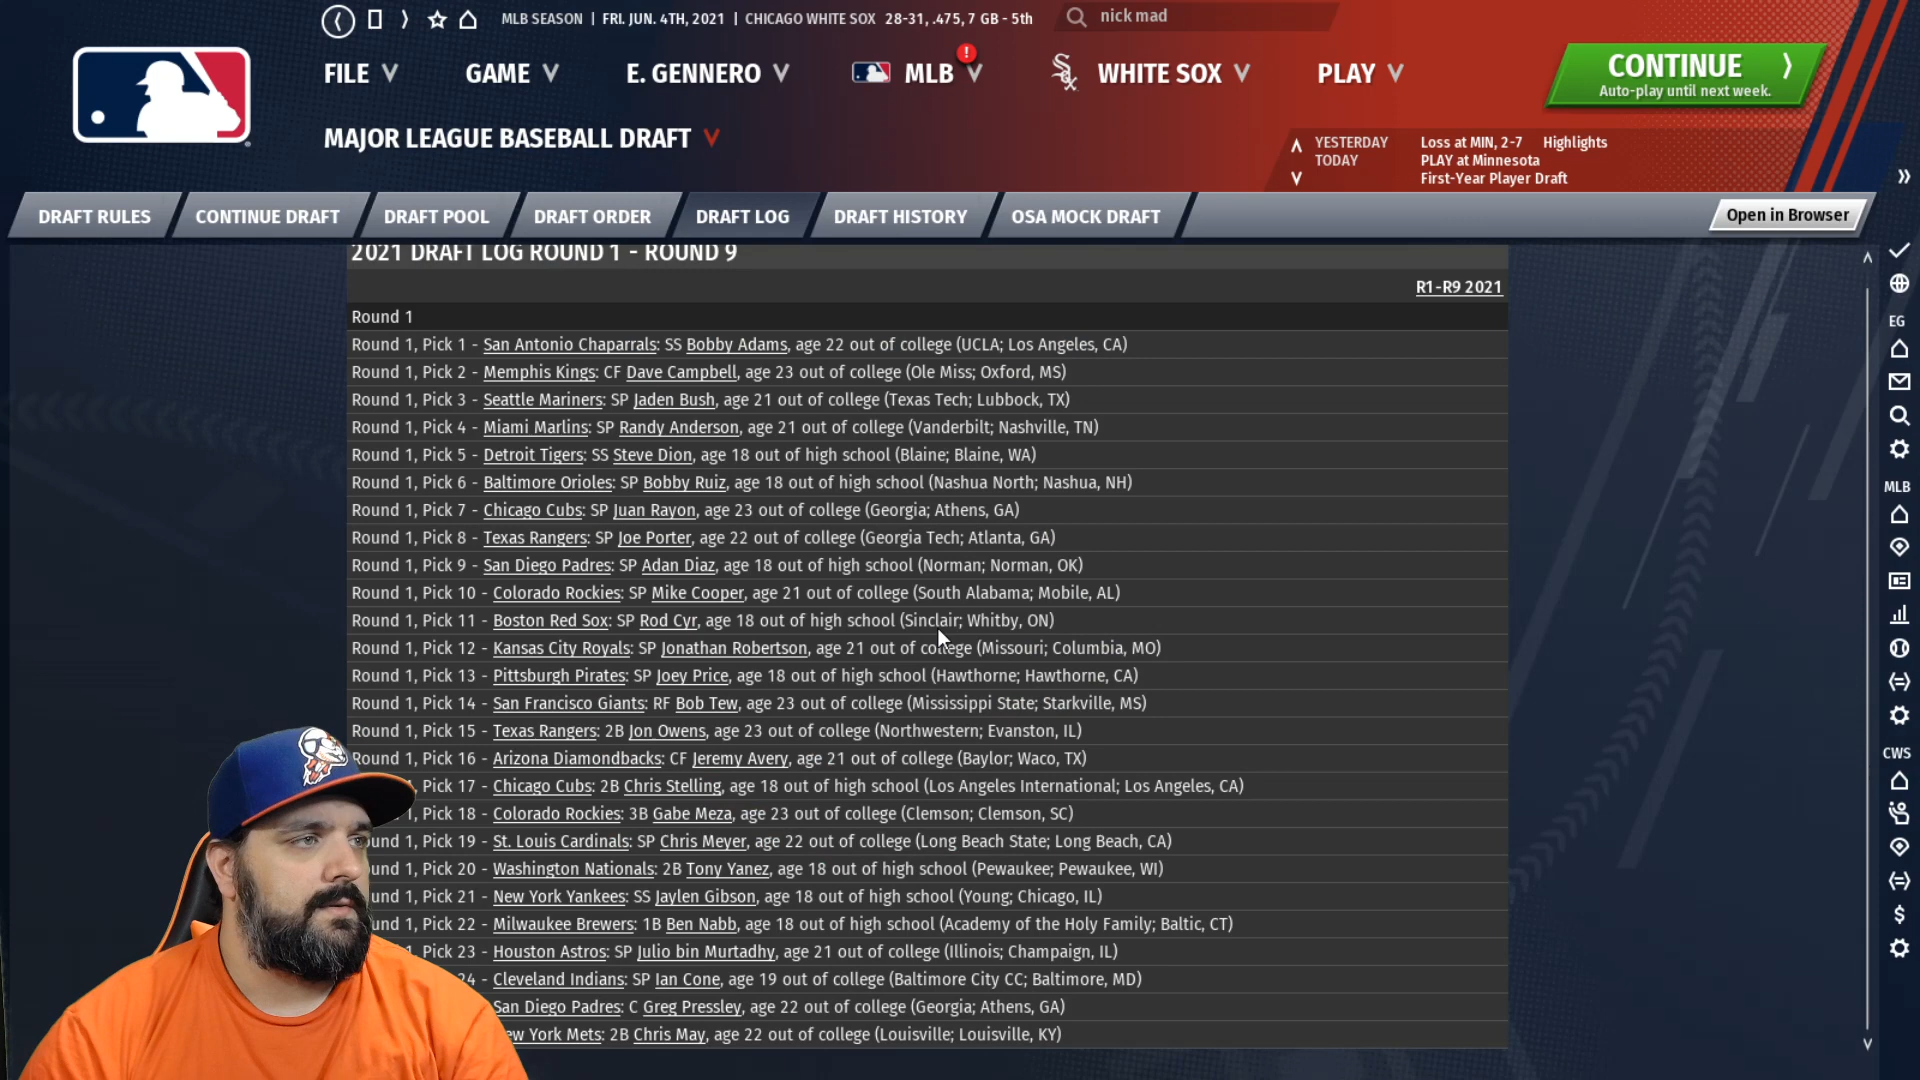 MLB SEASON | FRI. JUN. 4TH, 2021 | CHICAGO WHITE SOX 28-31, .475, 7 GB - 5th
nick mad
FILE GAME E. GENNERO MLB ! WHITE SOX PLAY
CONTINUE
Auto-play until next week.
MAJOR LEAGUE BASEBALL DRAFT
YESTERDAY Loss at MIN, 2-7 Highlights
TODAY PLAY at Minnesota
First-Year Player Draft
DRAFT RULES CONTINUE DRAFT DRAFT POOL DRAFT ORDER DRAFT LOG DRAFT HISTORY OSA MOCK DRAFT Open in Browser
2021 DRAFT LOG ROUND 1 - ROUND 9
R1-R9 2021
Round 1
Round 1, Pick 1 - San Antonio Chaparrals: SS Bobby Adams, age 22 out of college (UCLA; Los Angeles, CA)
Round 1, Pick 2 - Memphis Kings: CF Dave Campbell, age 23 out of college (Ole Miss; Oxford, MS)
Round 1, Pick 3 - Seattle Mariners: SP Jaden Bush, age 21 out of college (Texas Tech; Lubbock, TX)
Round 1, Pick 4 - Miami Marlins: SP Randy Anderson, age 21 out of college (Vanderbilt; Nashville, TN)
Round 1, Pick 5 - Detroit Tigers: SS Steve Dion, age 18 out of high school (Blaine; Blaine, WA)
Round 1, Pick 6 - Baltimore Orioles: SP Bobby Ruiz, age 18 out of high school (Nashua North; Nashua, NH)
Round 1, Pick 7 - Chicago Cubs: SP Juan Rayon, age 23 out of college (Georgia; Athens, GA)
Round 1, Pick 8 - Texas Rangers: SP Joe Porter, age 22 out of college (Georgia Tech; Atlanta, GA)
Round 1, Pick 9 - San Diego Padres: SP Adan Diaz, age 18 out of high school (Norman; Norman, OK)
Round 1, Pick 10 - Colorado Rockies: SP Mike Cooper, age 21 out of college (South Alabama; Mobile, AL)
Round 1, Pick 11 - Boston Red Sox: SP Rod Cyr, age 18 out of high school (Sinclair; Whitby, ON)
Round 1, Pick 12 - Kansas City Royals: SP Jonathan Robertson, age 21 out of college (Missouri; Columbia, MO)
Round 1, Pick 13 - Pittsburgh Pirates: SP Joey Price, age 18 out of high school (Hawthorne; Hawthorne, CA)
Round 1, Pick 14 - San Francisco Giants: RF Bob Tew, age 23 out of college (Mississippi State; Starkville, MS)
Round 1, Pick 15 - Texas Rangers: 2B Jon Owens, age 23 out of college (Northwestern; Evanston, IL)
Round 1, Pick 16 - Arizona Diamondbacks: CF Jeremy Avery, age 21 out of college (Baylor; Waco, TX)
1, Pick 17 - Chicago Cubs: 2B Chris Stelling, age 18 out of high school (Los Angeles International; Los Angeles, CA)
1, Pick 18 - Colorado Rockies: 3B Gabe Meza, age 23 out of college (Clemson; Clemson, SC)
ound 1, Pick 19 - St. Louis Cardinals: SP Chris Meyer, age 22 out of college (Long Beach State; Long Beach, CA)
und 1, Pick 20 - Washington Nationals: 2B Tony Yanez, age 18 out of high school (Pewaukee; Pewaukee, WI)
und 1, Pick 21 - New York Yankees: SS Jaylen Gibson, age 18 out of high school (Young; Chicago, IL)
und 1, Pick 22 - Milwaukee Brewers: 1B Ben Nabb, age 18 out of high school (Academy of the Holy Family; Baltic, CT)
1, Pick 23 - Houston Astros: SP Julio bin Murtadhy, age 21 out of college (Illinois; Champaign, IL)
24 - Cleveland Indians: SP Ian Cone, age 19 out of college (Baltimore City CC; Baltimore, MD)
San Diego Padres: C Greg Pressley, age 22 out of college (Georgia; Athens, GA)
ew York Mets: 2B Chris May, age 22 out of college (Louisville; Louisville, KY)
EG
MLB
CWS